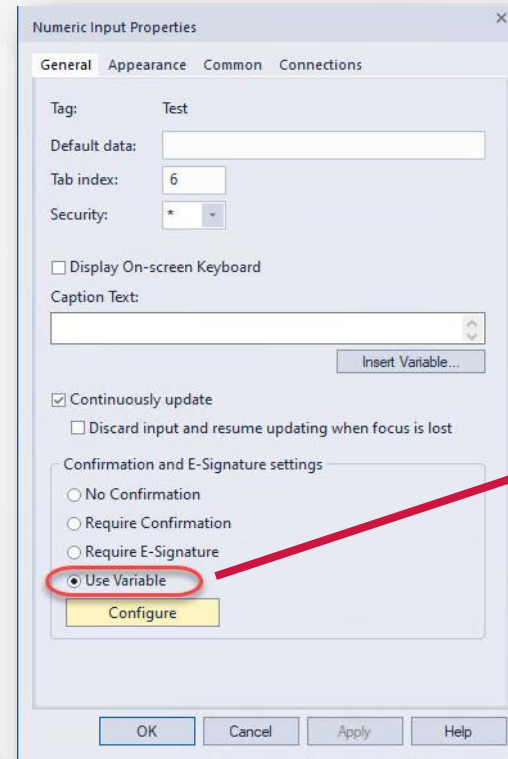 Numeric Input Properties
General Appearance Common Connections
Tag: Test
Default data:
Tab index: 6
Security: *
Display On-screen Keyboard
Caption Text:
Insert Variable...
Continuously update
Discard input and resume updating when focus is lost
Confirmation and E-Signature settings
No Confirmation
Require Confirmation
Require E-Signature
Use Variable
Configure
OK Cancel Apply Help